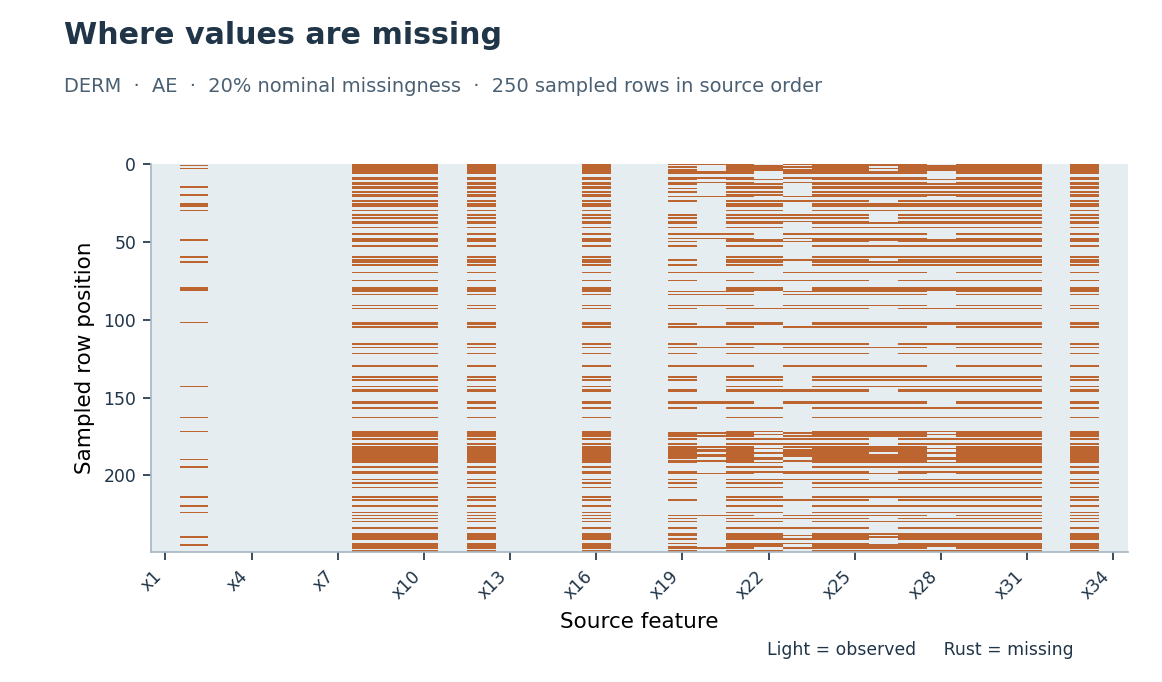 Where values are missing
DERM · AE · 20% nominal missingness · 250 sampled rows in source order
0
50
100
150
200
Sampled row position
x1 x4 x7 x10 x13 x16 x19 x22 x25 x28 x31 x34
Source feature
Light = observed Rust = missing